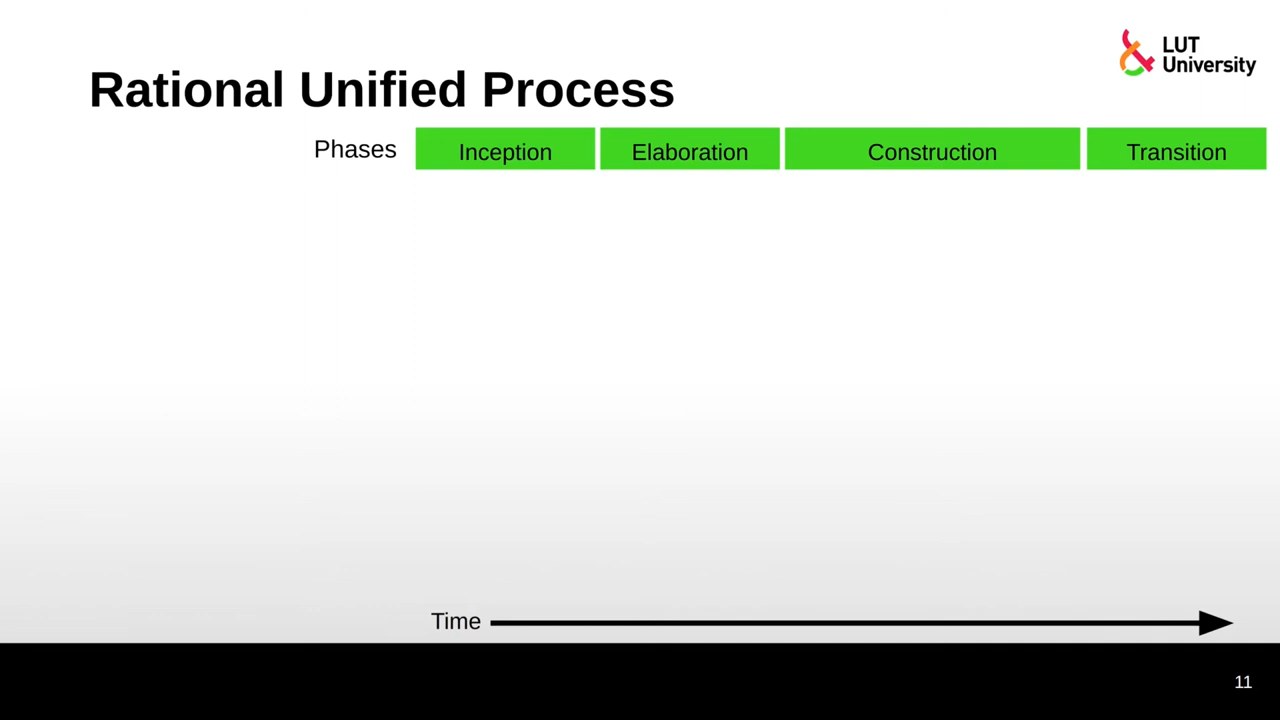 LUT
University
Rational Unified Process
Phases Inception Elaboration Construction Transition
Time
11